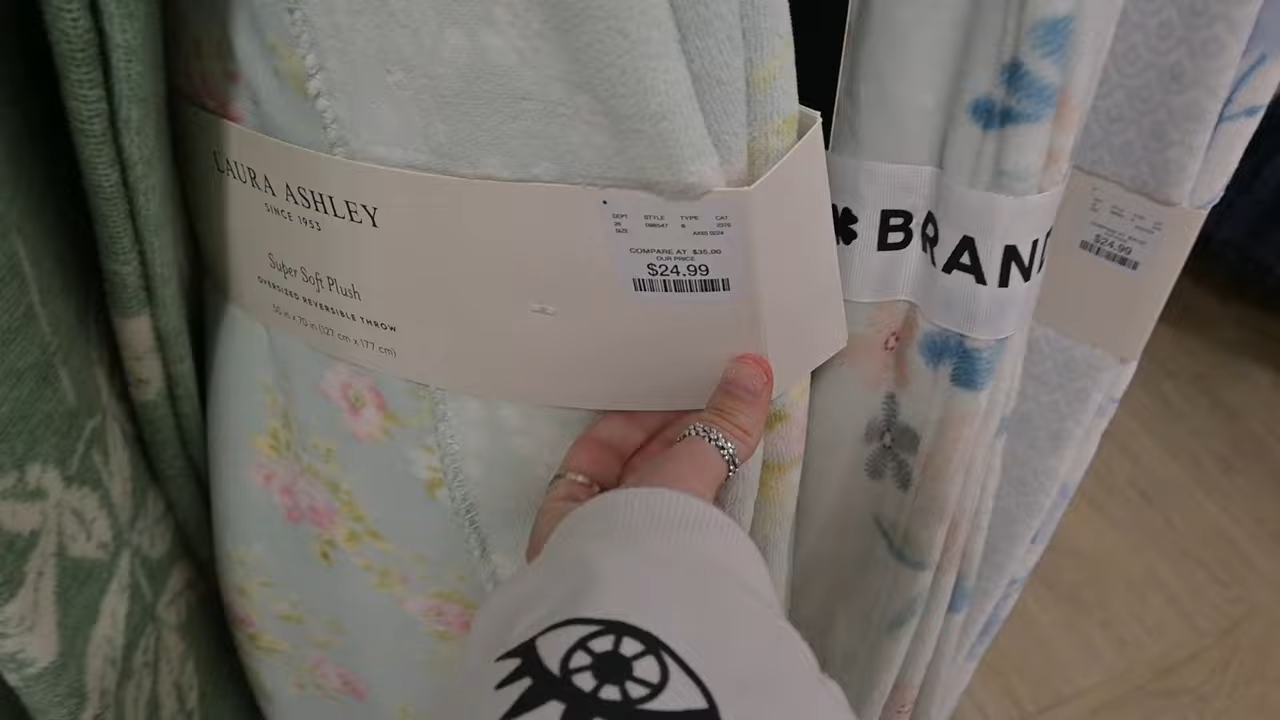 LAURA ASHLEY
SINCE 1953
Super Soft Plush
OVERSIZED REVERSIBLE THROW
50 in x 70 in (127 cm x 177 cm)
DEPT STYLE TYPE CAT
SIZE
COMPARE AT $35.00
OUR PRICE
$24.99
BRAND
$24.99